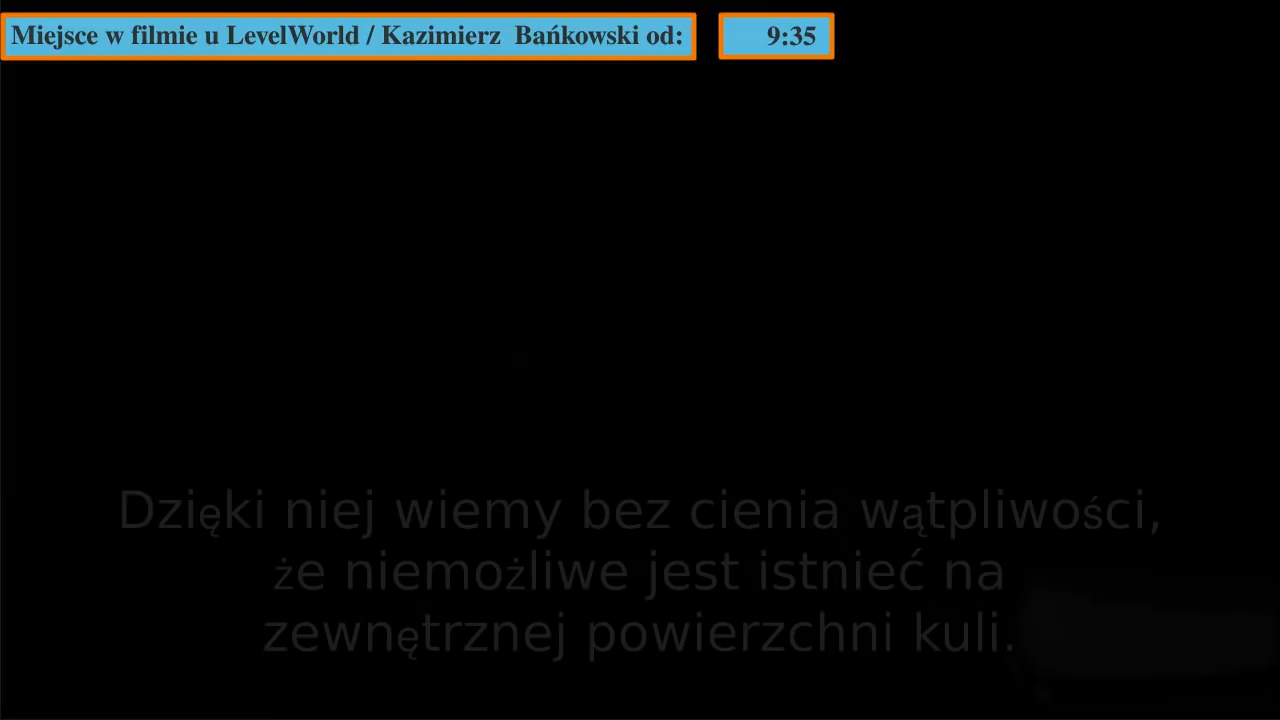 Miejsce w filmie u LevelWorld / Kazimierz Bańkowski od:
9:35
Dzięki niej wiemy bez cienia wątpliwości,
że niemożliwe jest istnieć na
zewnętrznej powierzchni kuli.